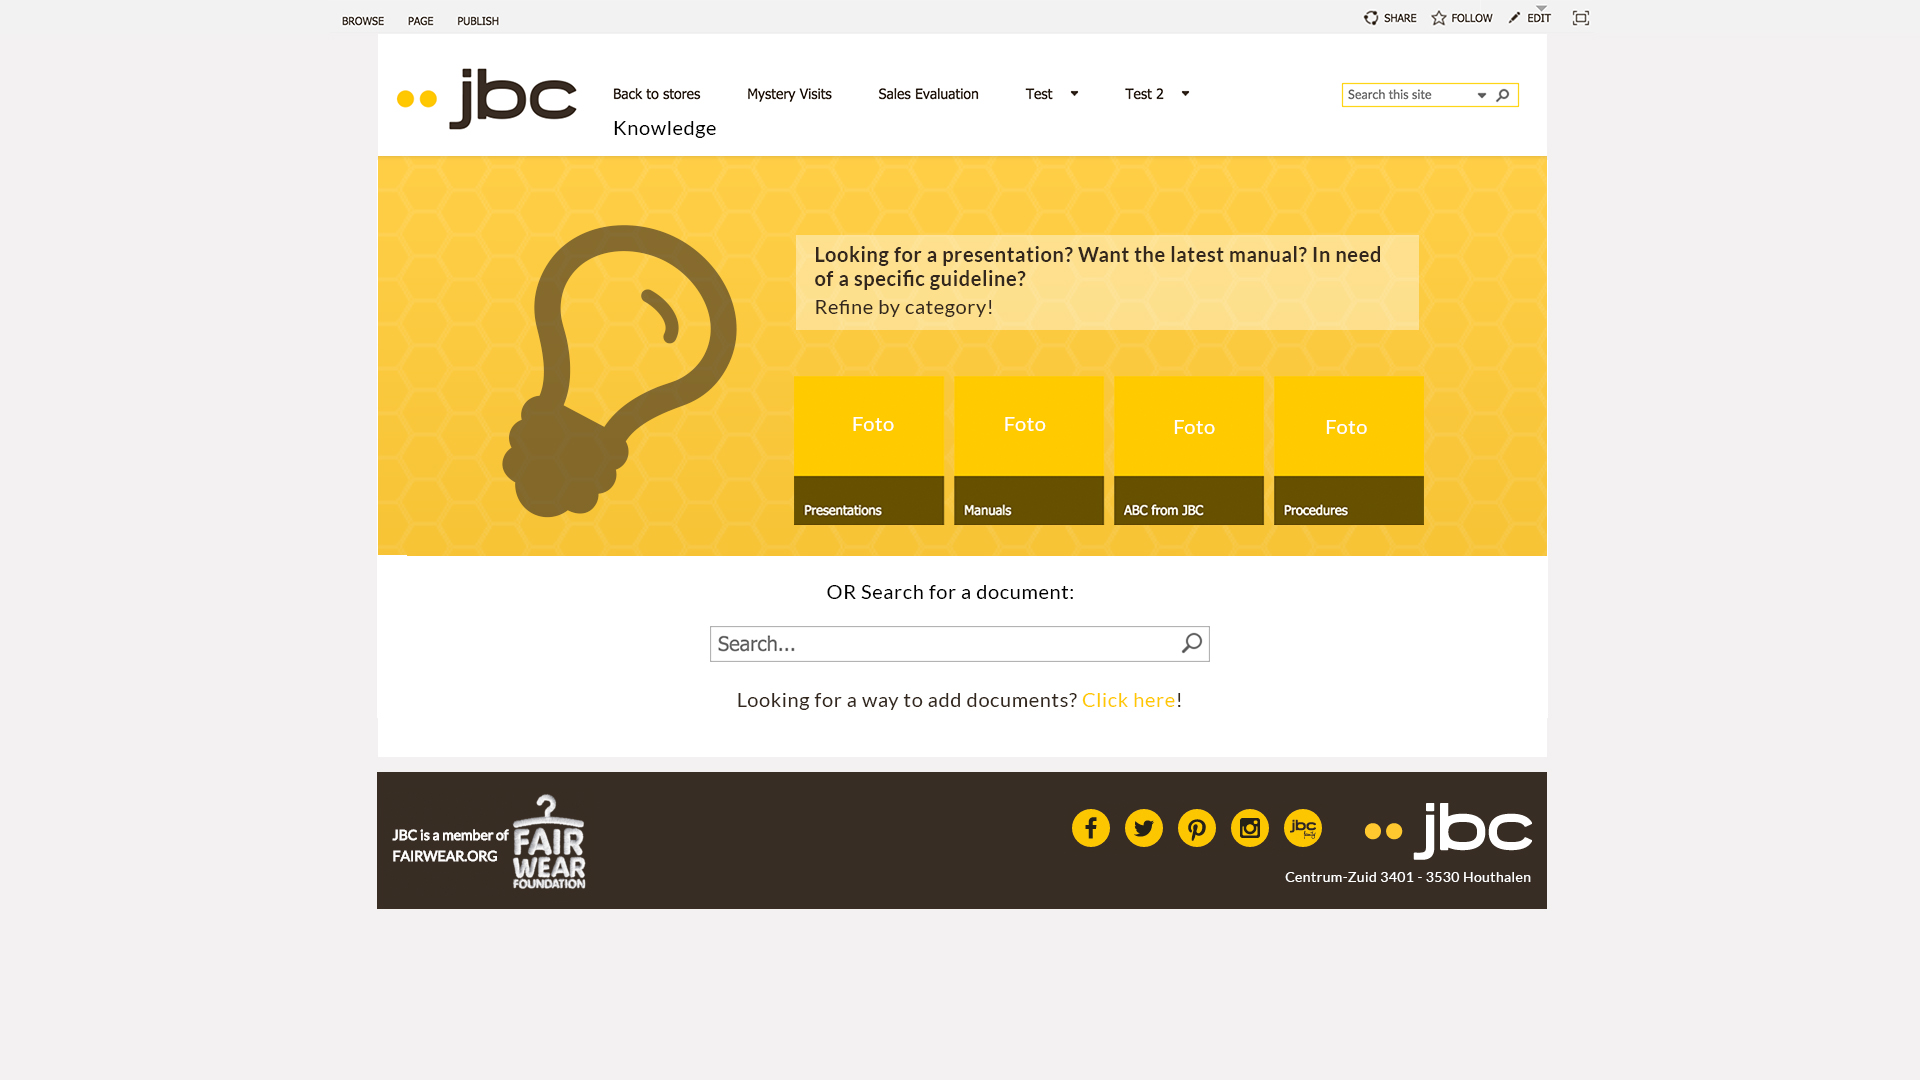 BROWSE PAGE PUBLISH SHARE FOLLOW EDIT
jbc Back to stores Mystery Visits Sales Evaluation Test Test 2 Search this site
Knowledge
Looking for a presentation? Want the latest manual? In need
of a specific guideline?
Refine by category!
Foto Foto Foto Foto
Presentations Manuals ABC from JBC Procedures
OR Search for a document:
Search...
Looking for a way to add documents? Click here!
JBC is a member of
FAIRWEAR.ORG
FAIR
WEAR
FOUNDATION
jbc
jbc
Centrum-Zuid 3401 - 3530 Houthalen